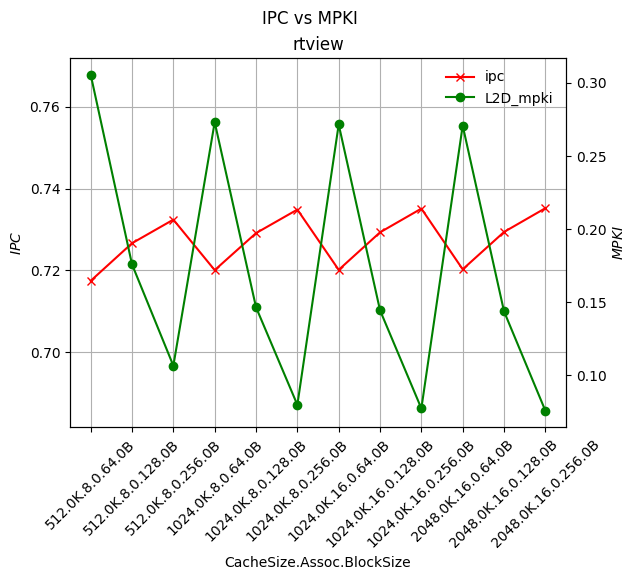 IPC vs MPKI
rtview
ipc
L2D_mpki
0.76
0.74
0.72
0.70
IPC
0.30
0.25
0.20
0.15
0.10
MPKI
512.0K.8.0.64.0B
512.0K.8.0.128.0B
512.0K.8.0.256.0B
1024.0K.8.0.64.0B
1024.0K.8.0.128.0B
1024.0K.8.0.256.0B
1024.0K.16.0.64.0B
1024.0K.16.0.128.0B
1024.0K.16.0.256.0B
2048.0K.16.0.64.0B
2048.0K.16.0.128.0B
2048.0K.16.0.256.0B
CacheSize.Assoc.BlockSize